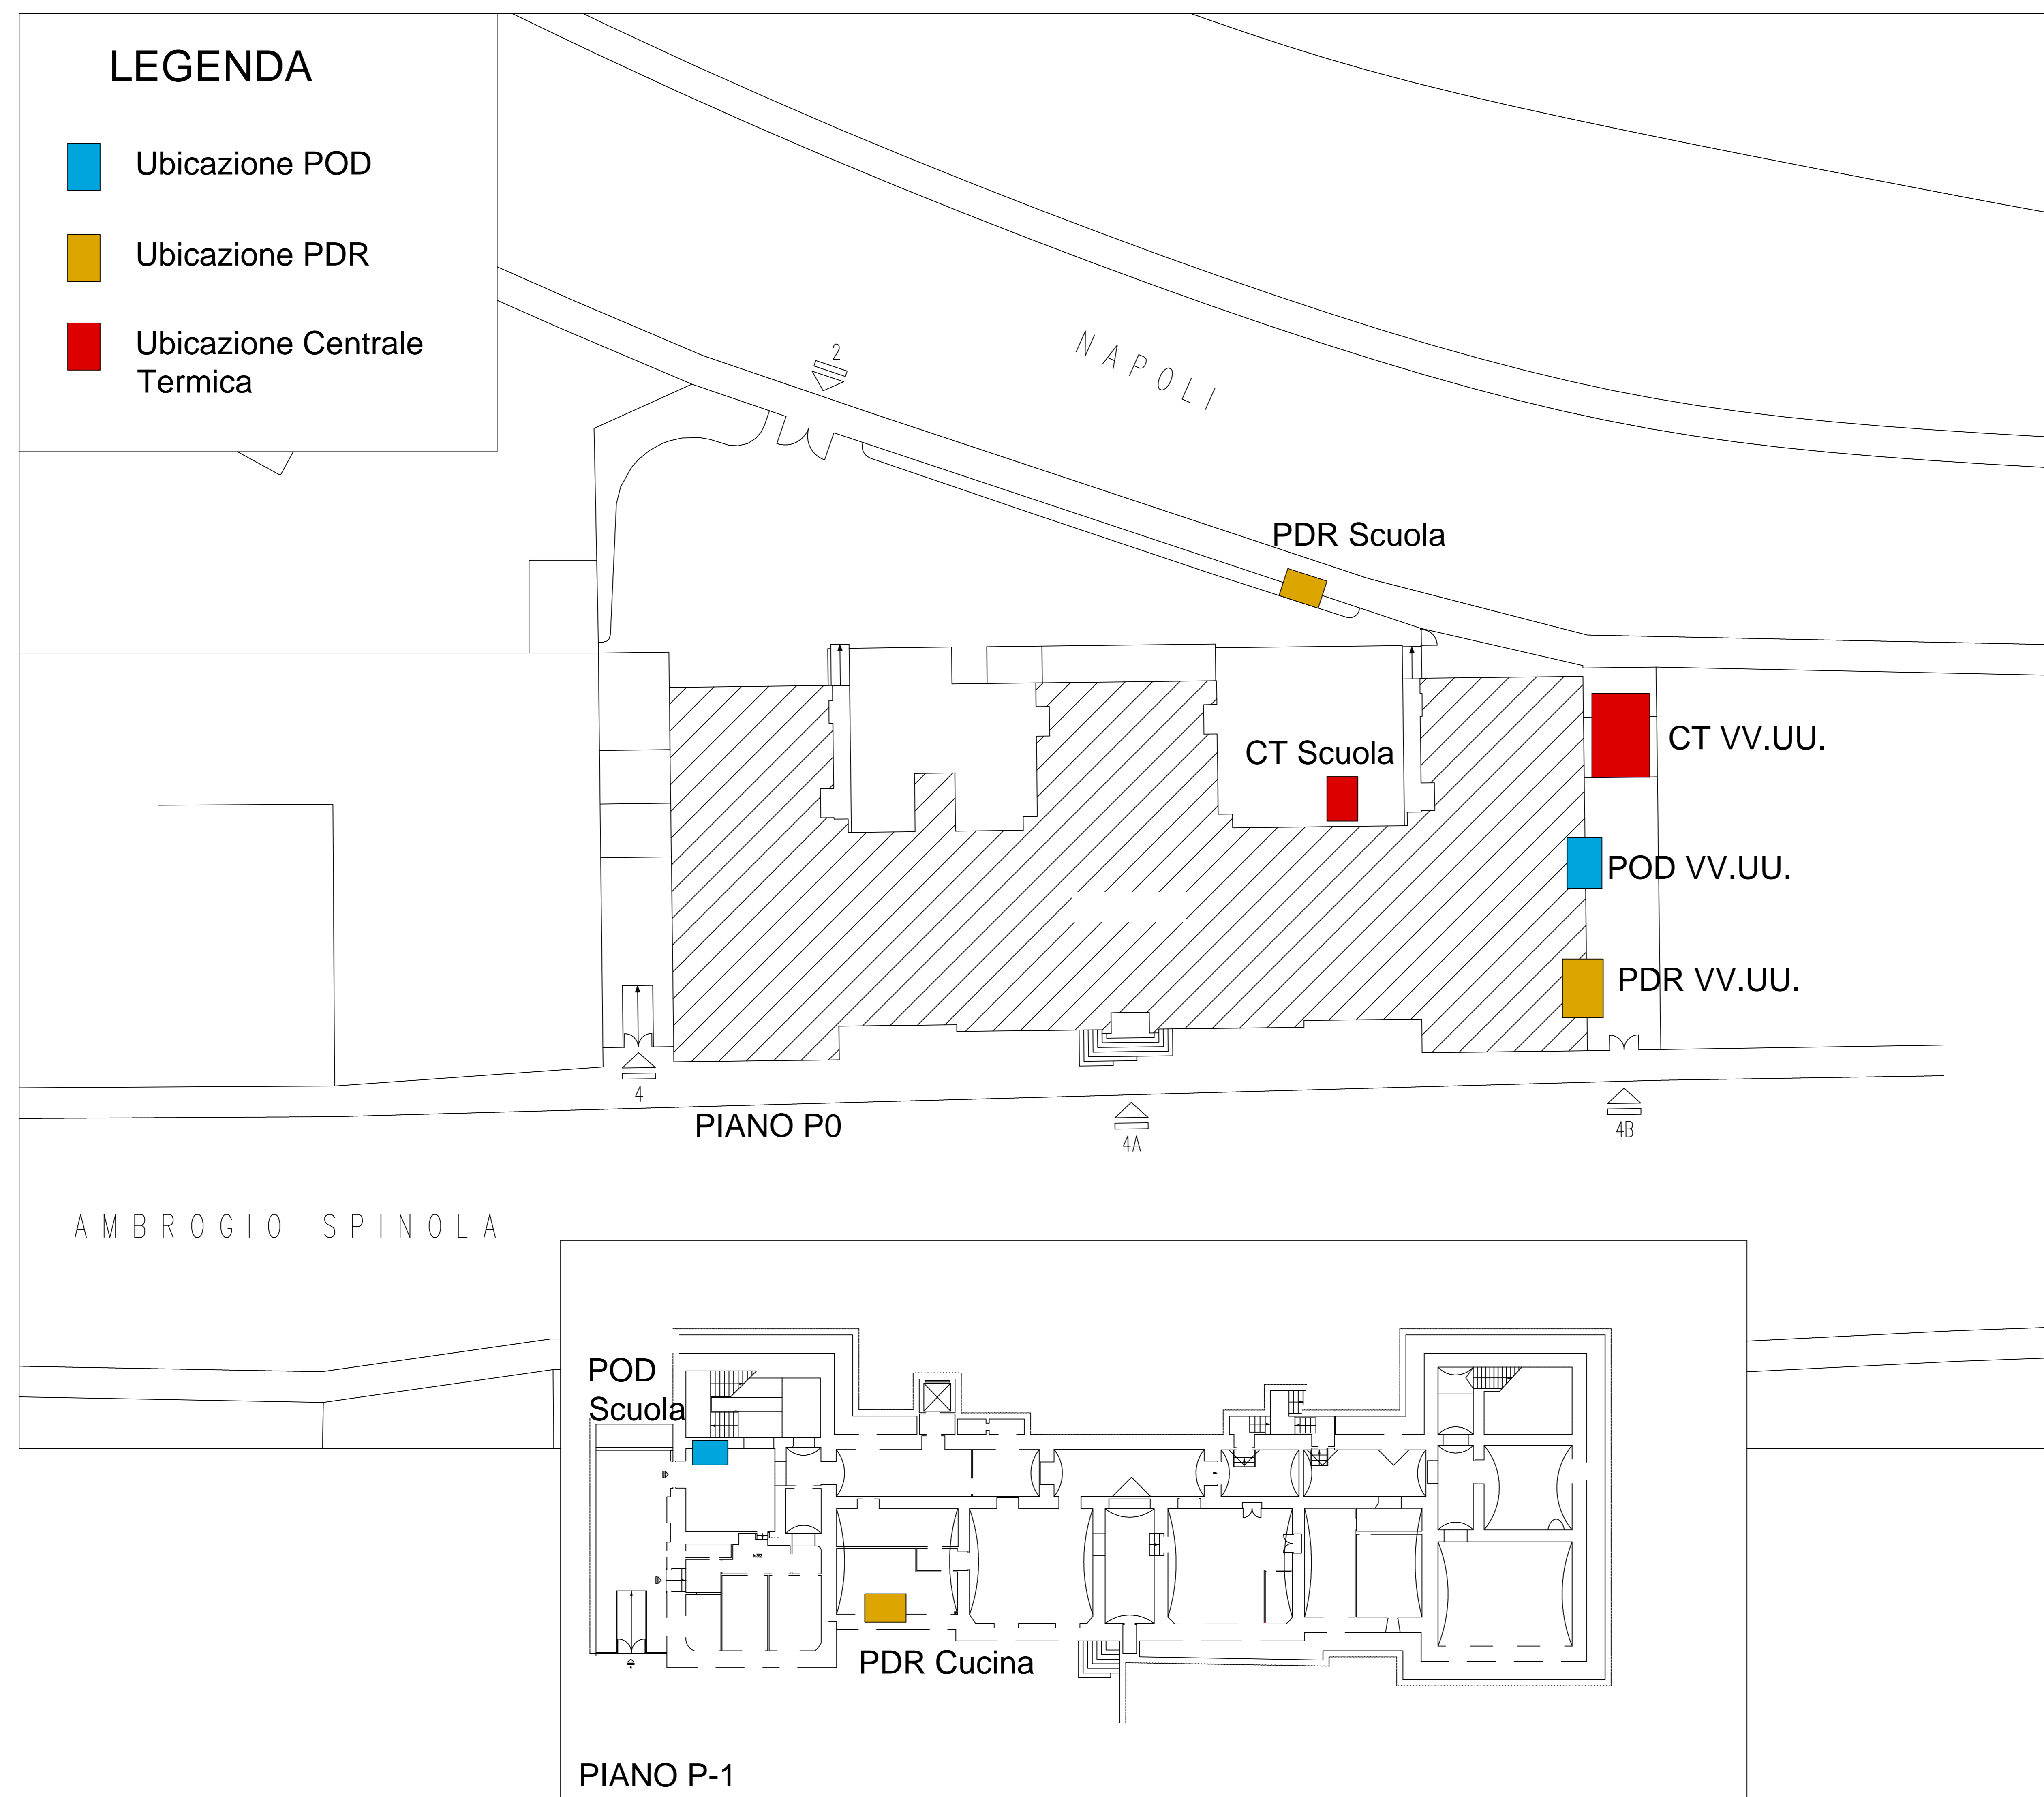 LEGENDA
Ubicazione POD
Ubicazione PDR
Ubicazione Centrale
Termica
2
NAPOLI
PDR Scuola
CT Scuola
CT VV.UU.
POD VV.UU.
PDR VV.UU.
4
PIANO P0
4A
4B
AMBROGIO SPINOLA
POD
Scuola
PDR Cucina
PIANO P-1